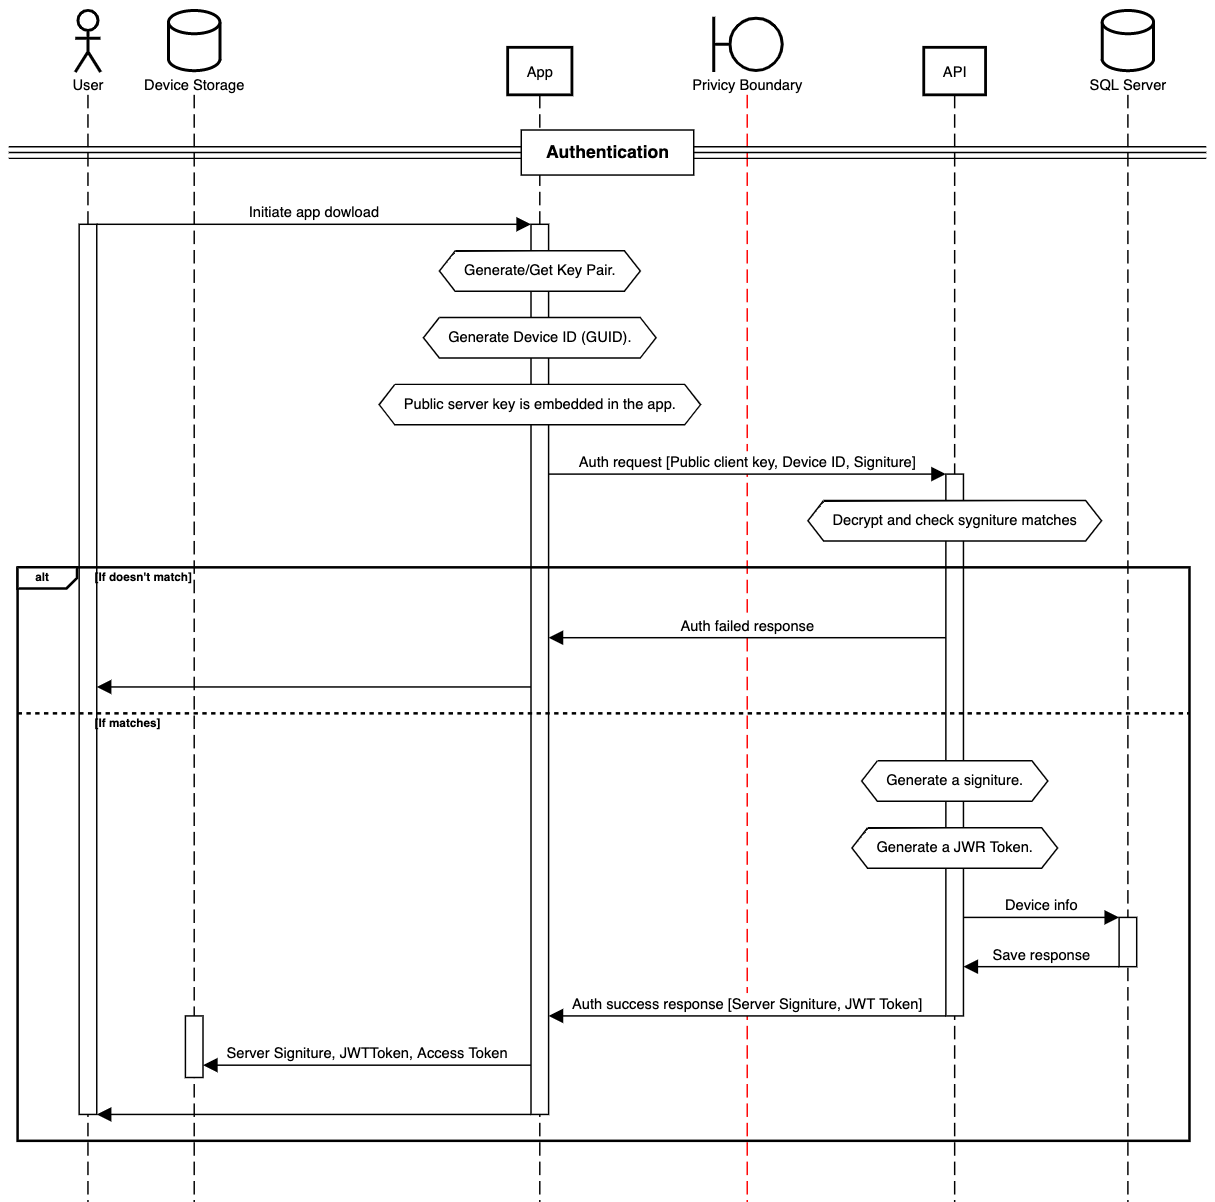 User
Device Storage
App
Privicy Boundary
API
SQL Server
Authentication
Initiate app dowload
Generate/Get Key Pair.
Generate Device ID (GUID).
Public server key is embedded in the app.
Auth request [Public client key, Device ID, Signiture]
Decrypt and check sygniture matches
alt
[If doesn't match]
Auth failed response
[If matches]
Generate a signiture.
Generate a JWR Token.
Device info
Save response
Auth success response [Server Signiture, JWT Token]
Server Signiture, JWTToken, Access Token